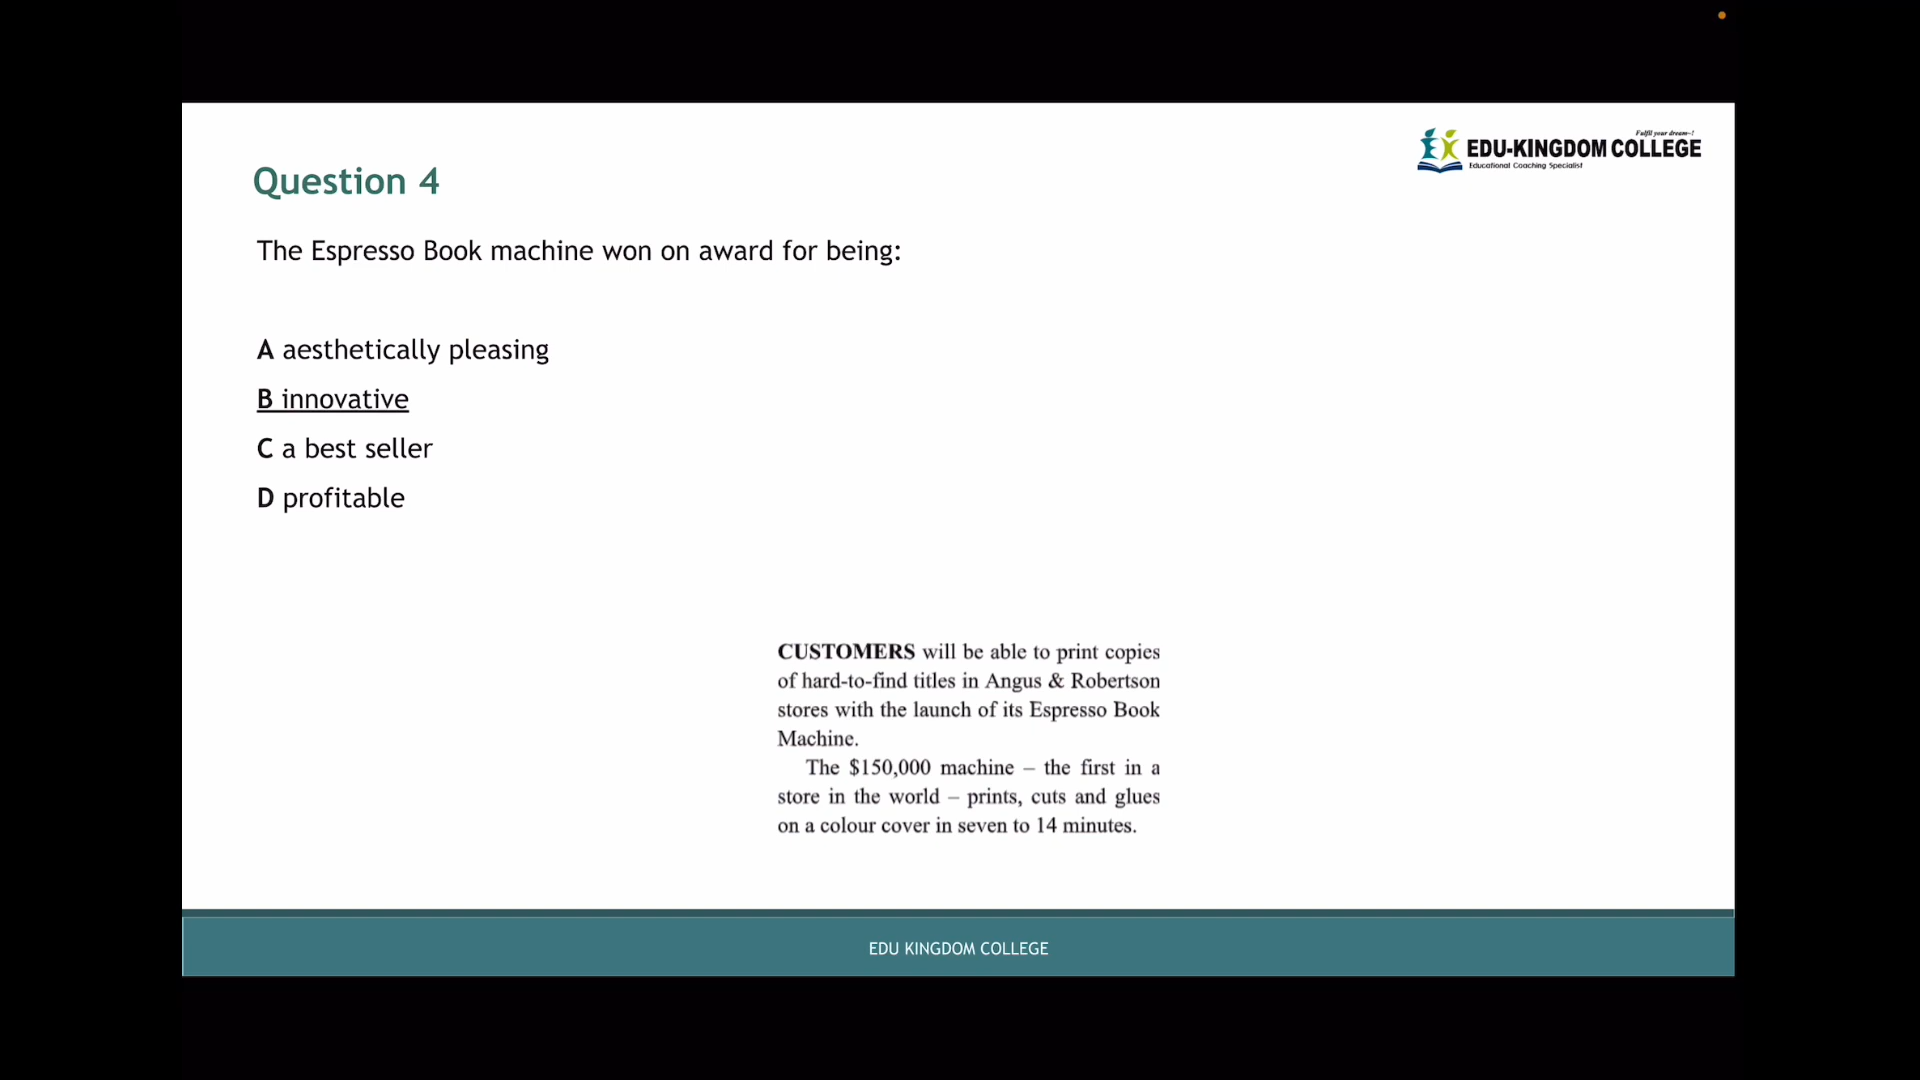 Fulfil your dream~!
EDU-KINGDOM COLLEGE
Educational Coaching Specialist
Question 4
The Espresso Book machine won on award for being:
A aesthetically pleasing
B innovative
C a best seller
D profitable
CUSTOMERS will be able to print copies
of hard-to-find titles in Angus & Robertson
stores with the launch of its Espresso Book
Machine.
The $150,000 machine – the first in a
store in the world – prints, cuts and glues
on a colour cover in seven to 14 minutes.
EDU KINGDOM COLLEGE